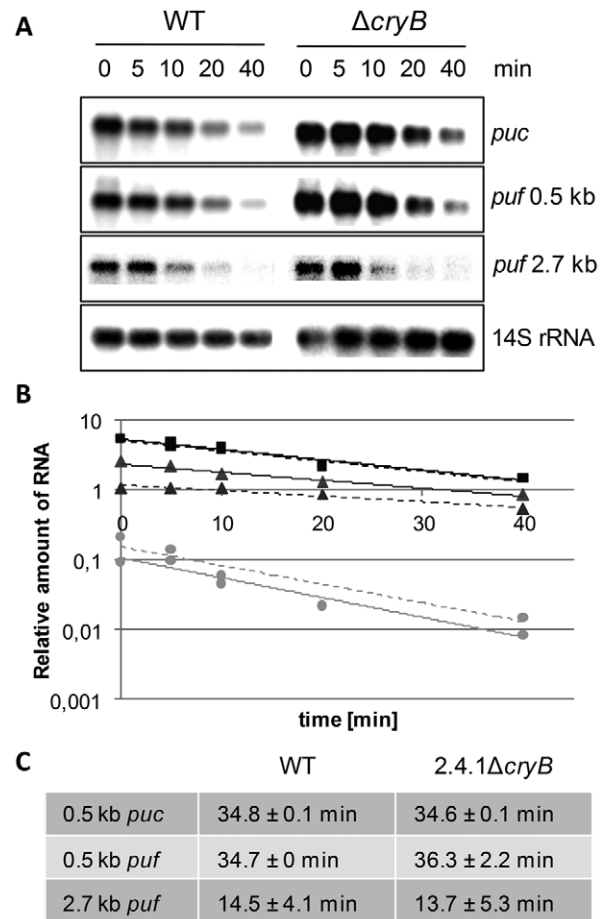 A
WT ΔcryB
0 5 10 20 40 0 5 10 20 40 min
puc
puf 0.5 kb
puf 2.7 kb
14S rRNA
B
10
1
0,1
0,01
0,001
0 10 20 30 40
Relative amount of RNA
time [min]
C
WT 2.4.1ΔcryB
0.5 kb puc 34.8 ± 0.1 min 34.6 ± 0.1 min
0.5 kb puf 34.7 ± 0 min 36.3 ± 2.2 min
2.7 kb puf 14.5 ± 4.1 min 13.7 ± 5.3 min